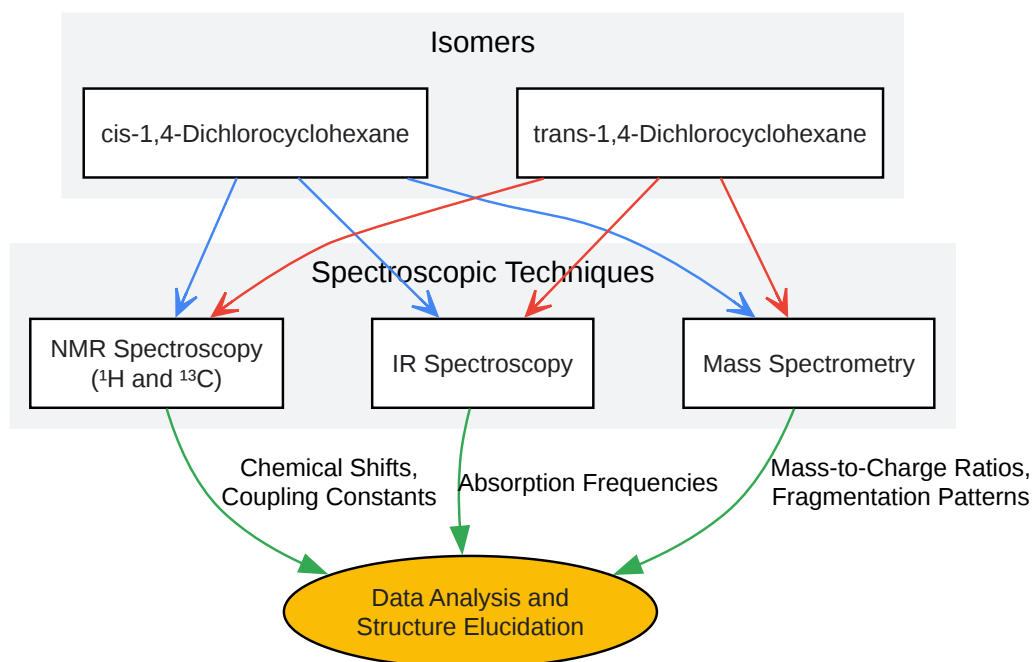 Isomers
cis-1,4-Dichlorocyclohexane
trans-1,4-Dichlorocyclohexane
Spectroscopic Techniques
NMR Spectroscopy
(¹H and ¹³C)
IR Spectroscopy
Mass Spectrometry
Chemical Shifts,
Coupling Constants
Absorption Frequencies
Mass-to-Charge Ratios,
Fragmentation Patterns
Data Analysis and
Structure Elucidation